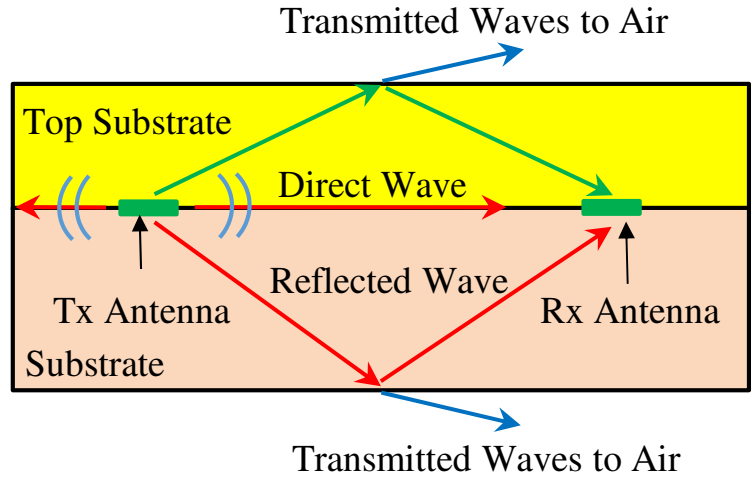 Transmitted Waves to Air
Top Substrate
Direct Wave
Reflected Wave
Tx Antenna
Rx Antenna
Substrate
Transmitted Waves to Air